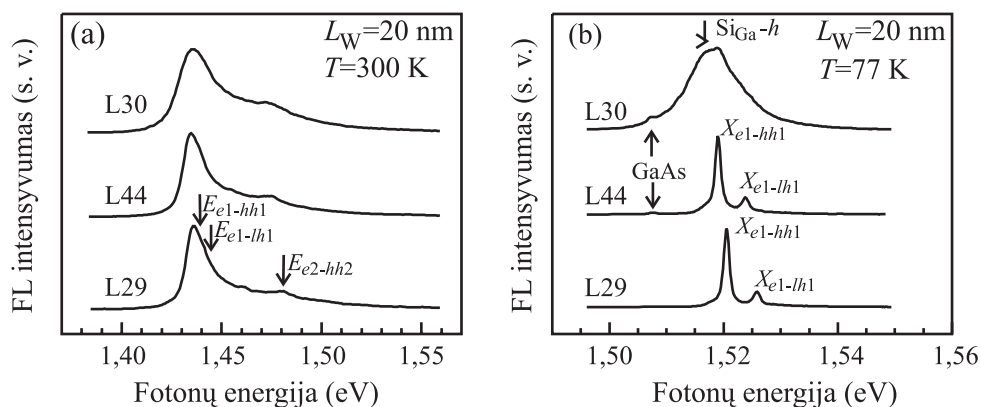 (a)
L_W=20 nm
T=300 K
L30
L44
E_e1-hh1
E_e1-lh1
E_e2-hh2
L29
FL intensyvumas (s. v.)
1,40 1,45 1,50 1,55
Fotonų energija (eV)
Si_Ga-h
(b)
L_W=20 nm
T=77 K
L30
X_e1-hh1
GaAs
L44
X_e1-lh1
X_e1-hh1
X_e1-lh1
L29
FL intensyvumas (s. v.)
1,50 1,52 1,54 1,56
Fotonų energija (eV)